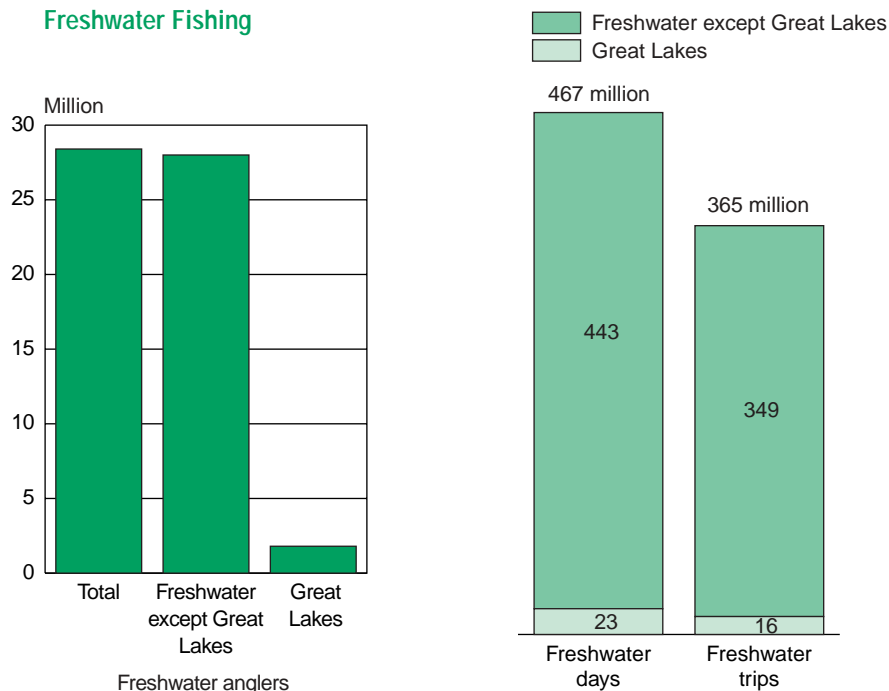 Freshwater Fishing
Million
30
25
20
15
10
5
0
Total
Freshwater
except Great
Lakes
Great
Lakes
Freshwater anglers
Freshwater except Great Lakes
Great Lakes
467 million
443
23
Freshwater
days
365 million
349
16
Freshwater
trips